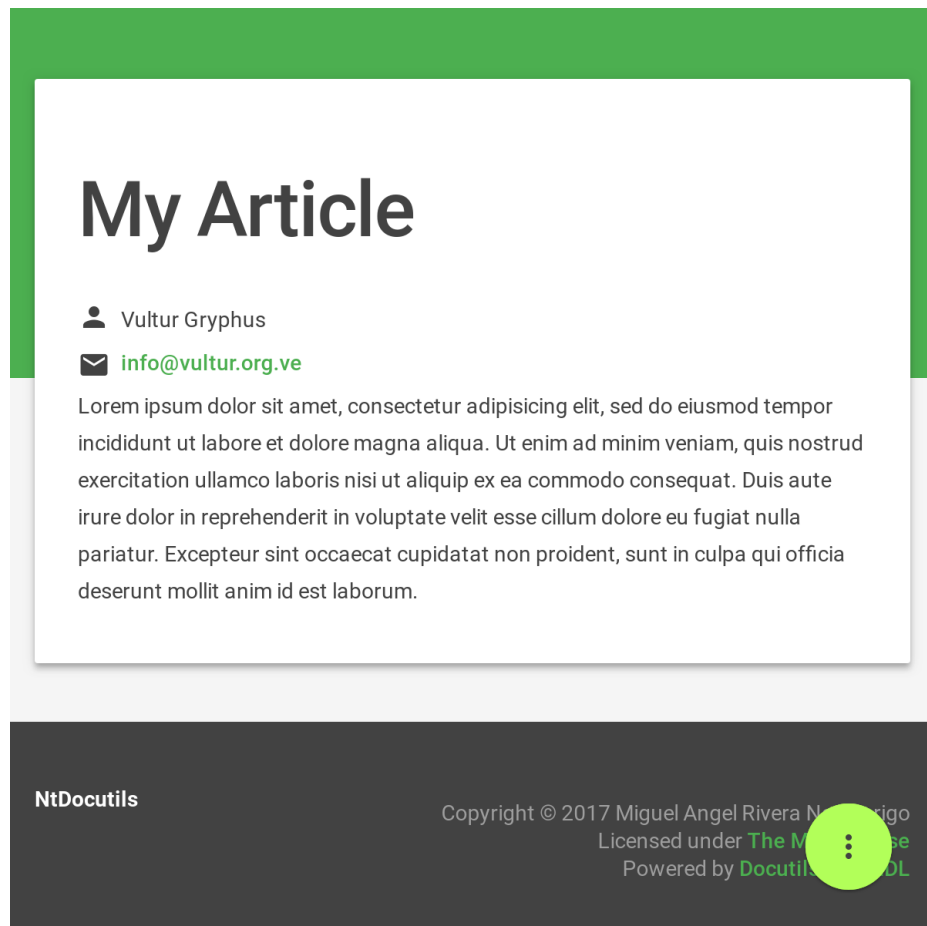 My Article
Vultur Gryphus
info@vultur.org.ve
Lorem ipsum dolor sit amet, consectetur adipisicing elit, sed do eiusmod tempor
incididunt ut labore et dolore magna aliqua. Ut enim ad minim veniam, quis nostrud
exercitation ullamco laboris nisi ut aliquip ex ea commodo consequat. Duis aute
irure dolor in reprehenderit in voluptate velit esse cillum dolore eu fugiat nulla
pariatur. Excepteur sint occaecat cupidatat non proident, sunt in culpa qui officia
deserunt mollit anim id est laborum.
NtDocutils
Copyright © 2017 Miguel Angel Rivera
Licensed under The
Powered by